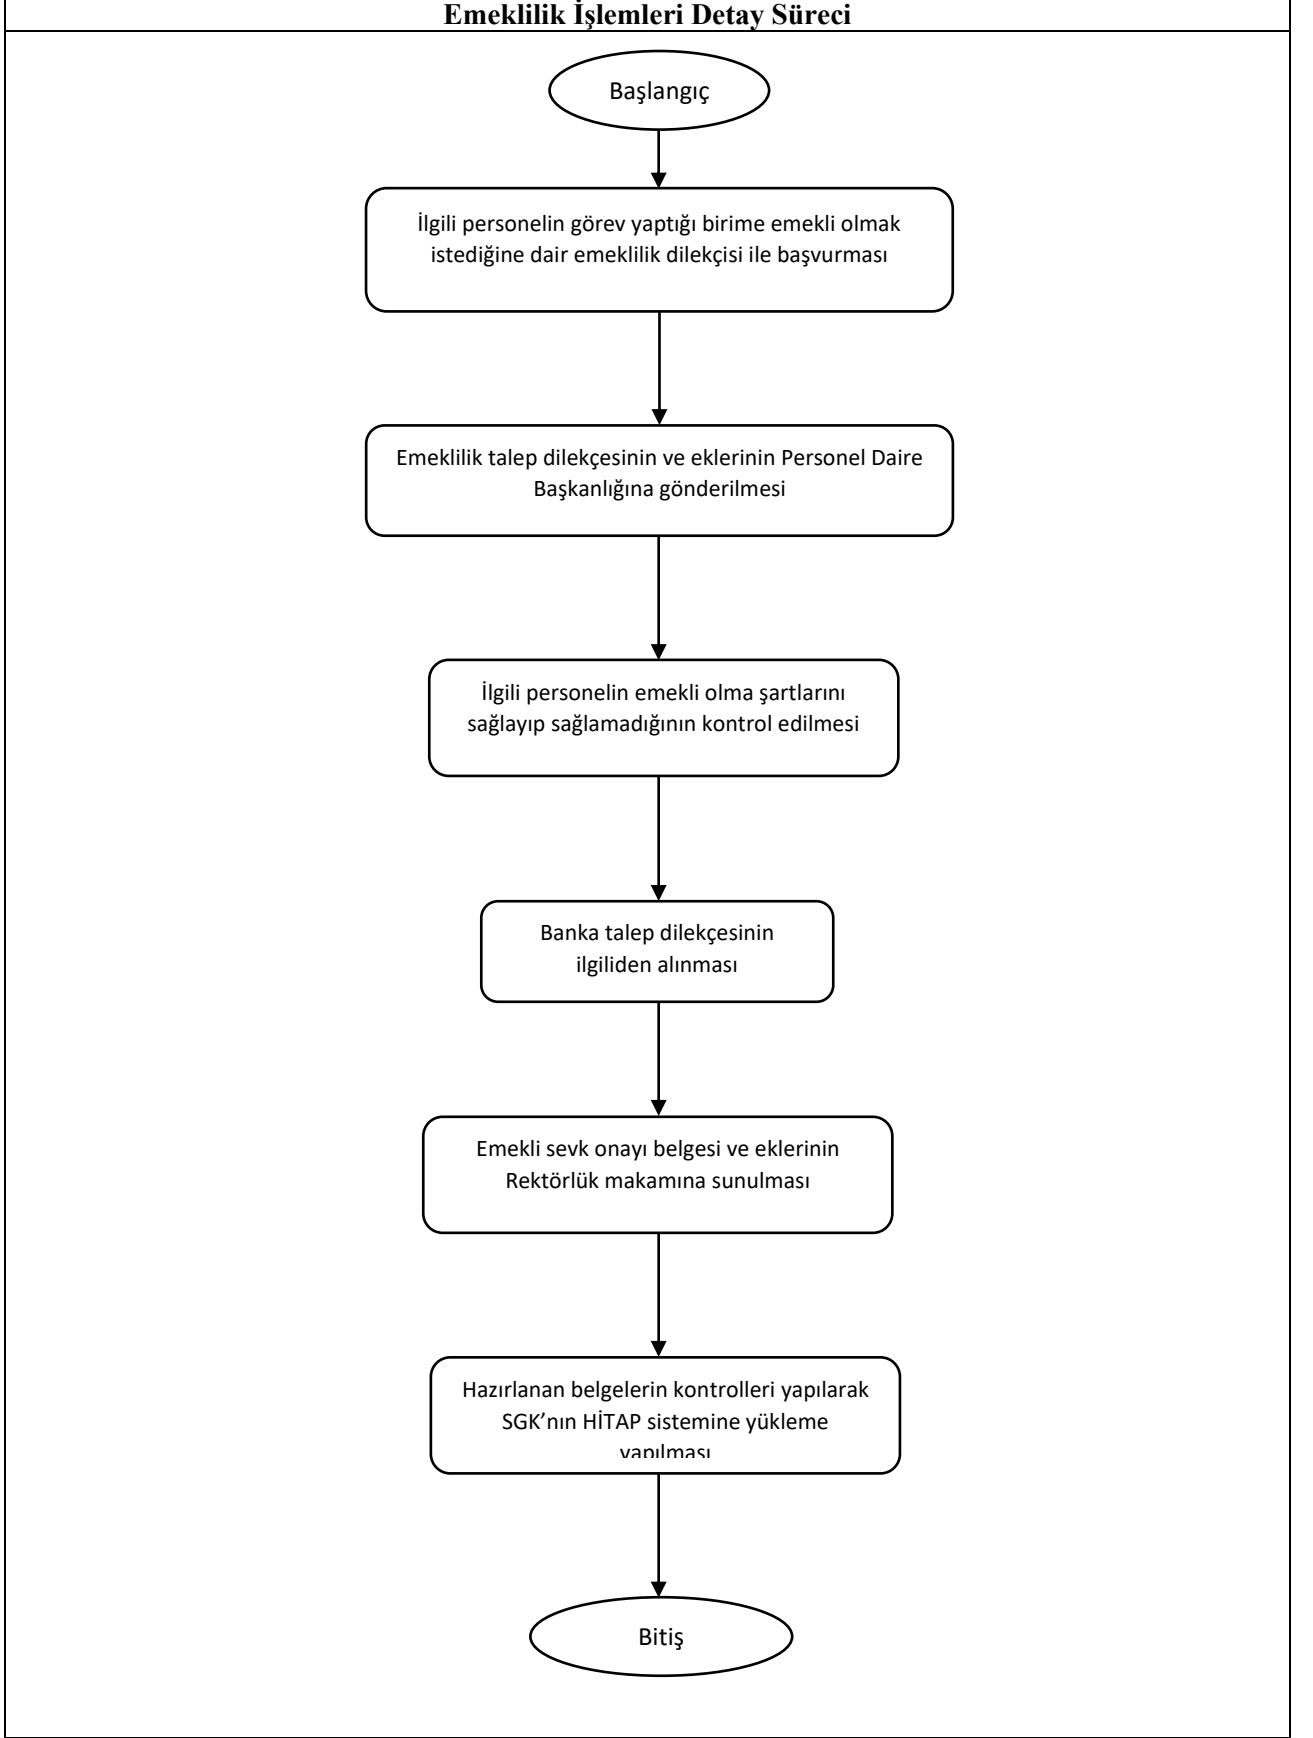 Emeklilik İşlemleri Detay Süreci
Başlangıç
İlgili personelin görev yaptığı birime emekli olmak
istediğine dair emeklilik dilekçisi ile başvurması
Emeklilik talep dilekçesinin ve eklerinin Personel Daire
Başkanlığına gönderilmesi
İlgili personelin emekli olma şartlarını
sağlayıp sağlamadığının kontrol edilmesi
Banka talep dilekçesinin
ilgiliden alınması
Emekli sevk onayı belgesi ve eklerinin
Rektörlük makamına sunulması
Hazırlanan belgelerin kontrolleri yapılarak
SGK’nın HİTAP sistemine yükleme
yapılması
Bitiş